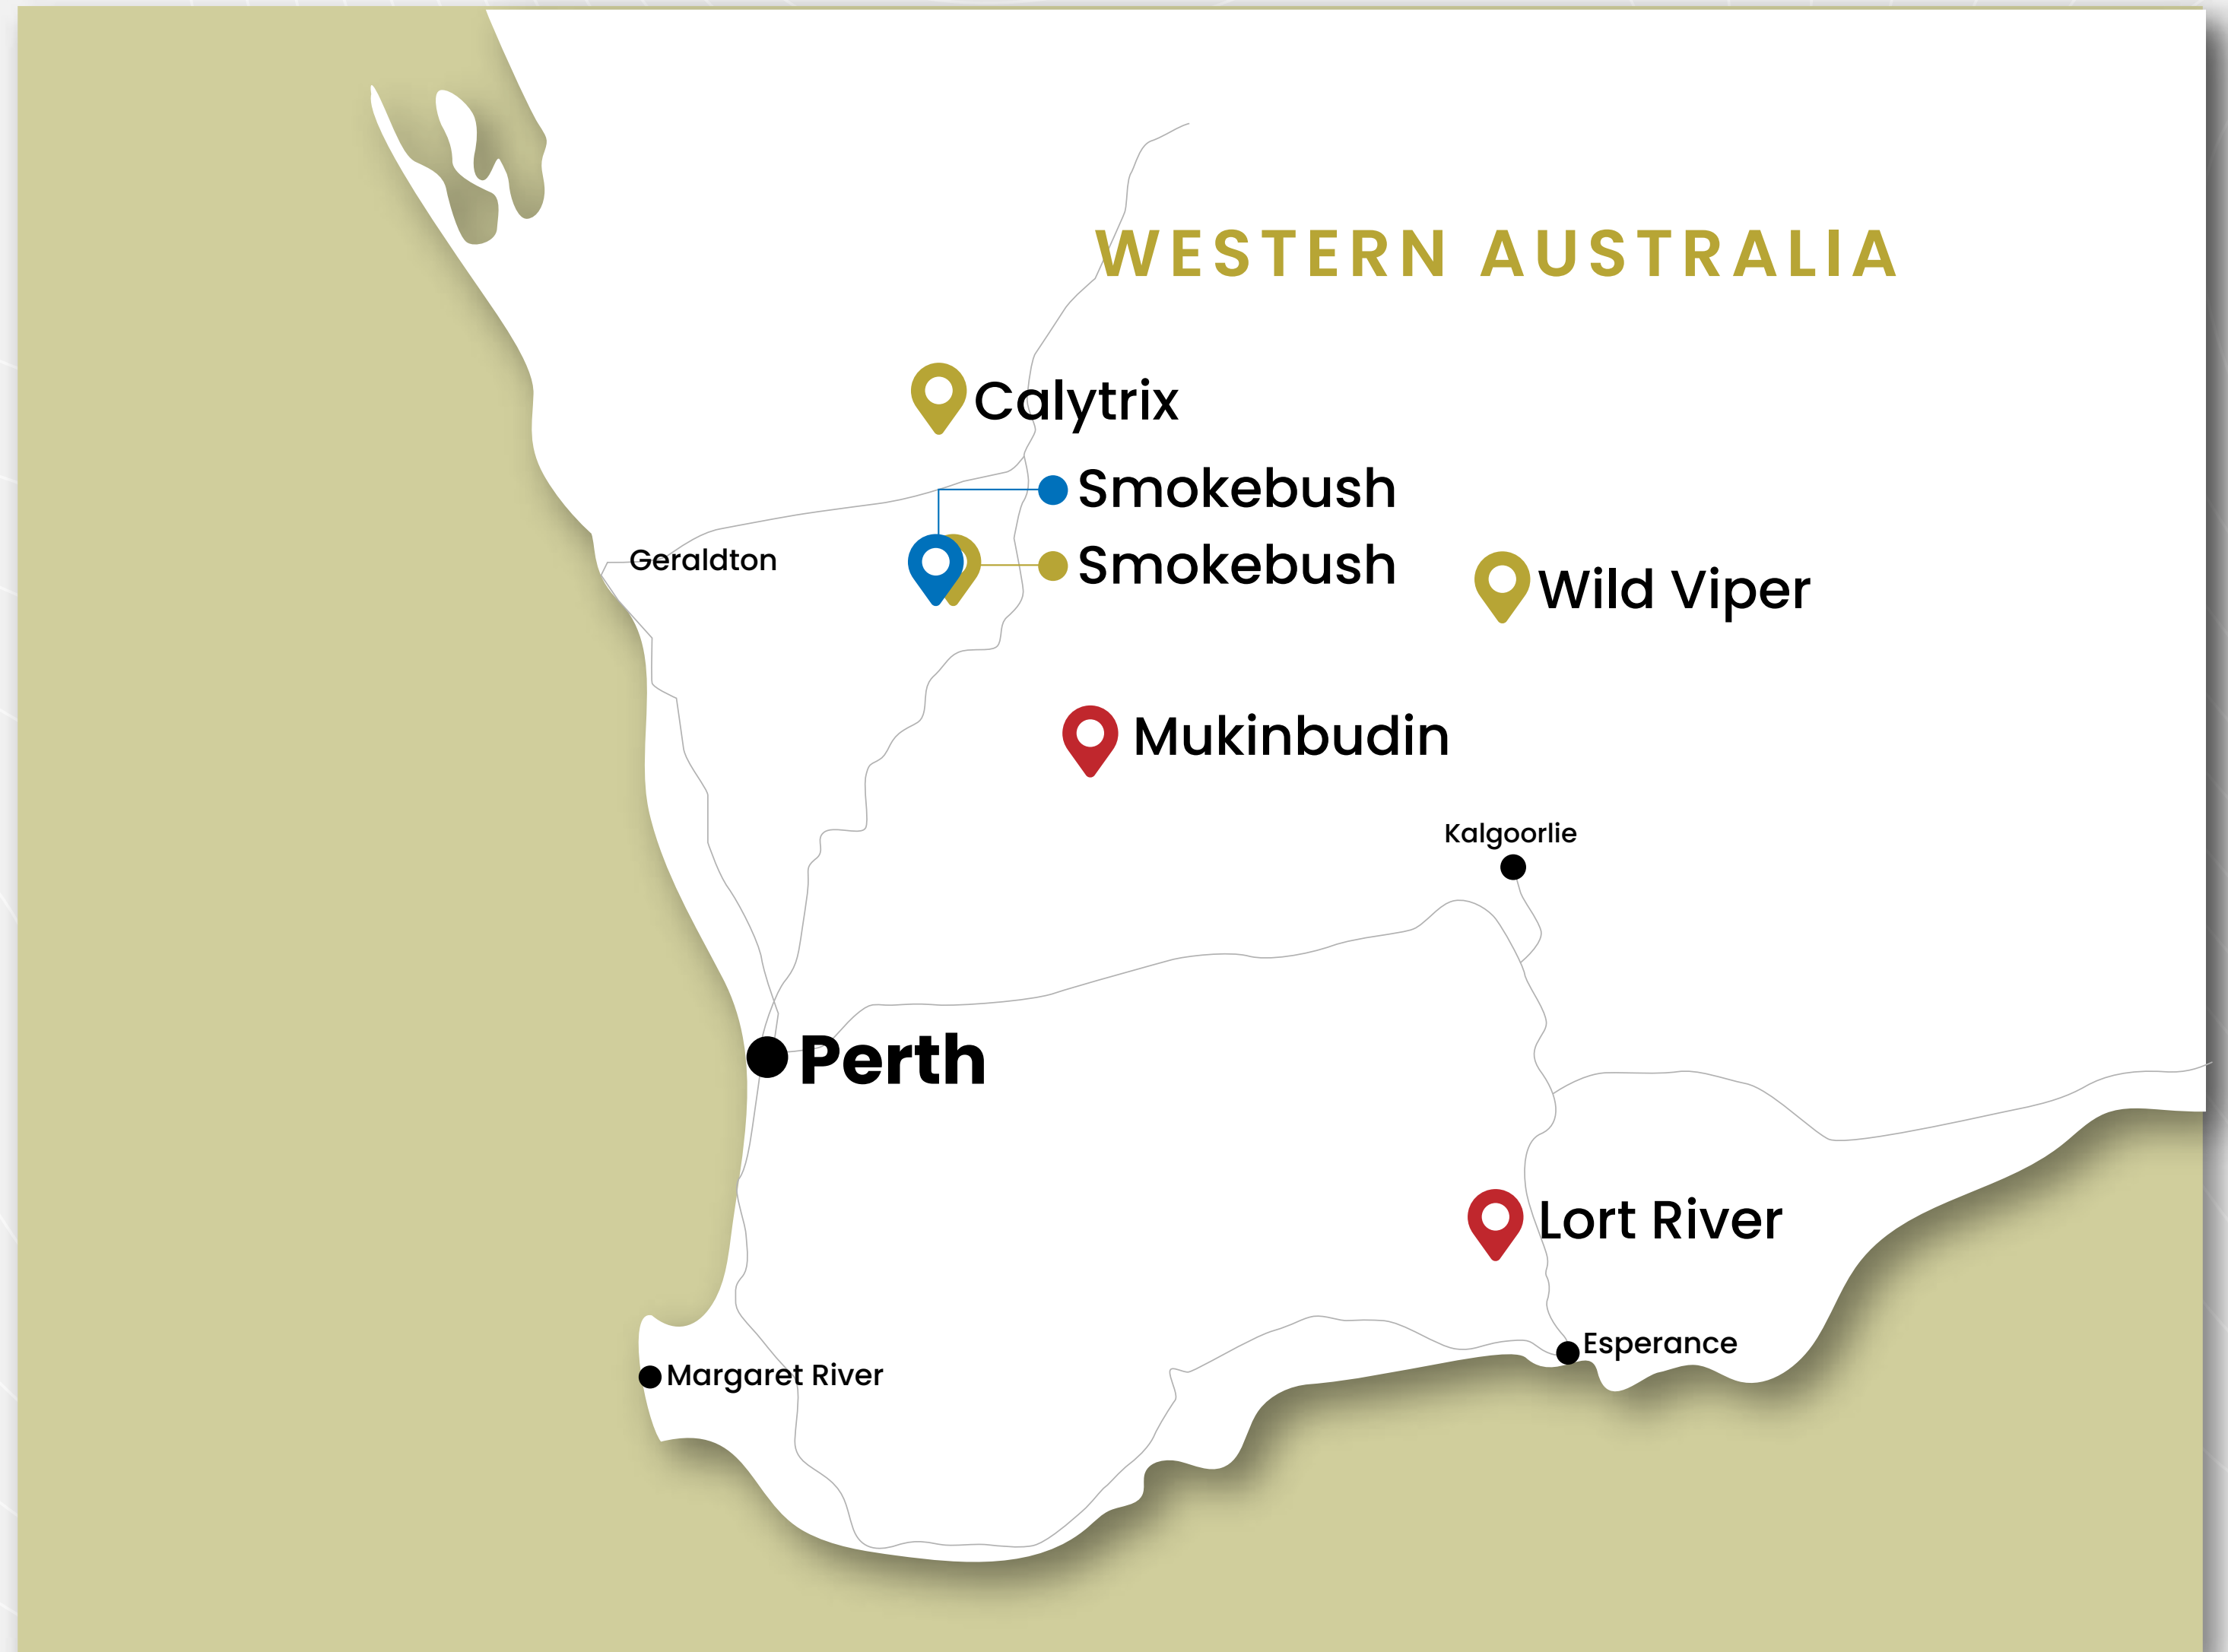 WESTERN AUSTRALIA
Calytrix
Smokebush
Geraldton
Smokebush
Wild Viper
Mukinbudin
Kalgoorlie
Perth
Lort River
Esperance
Margaret River